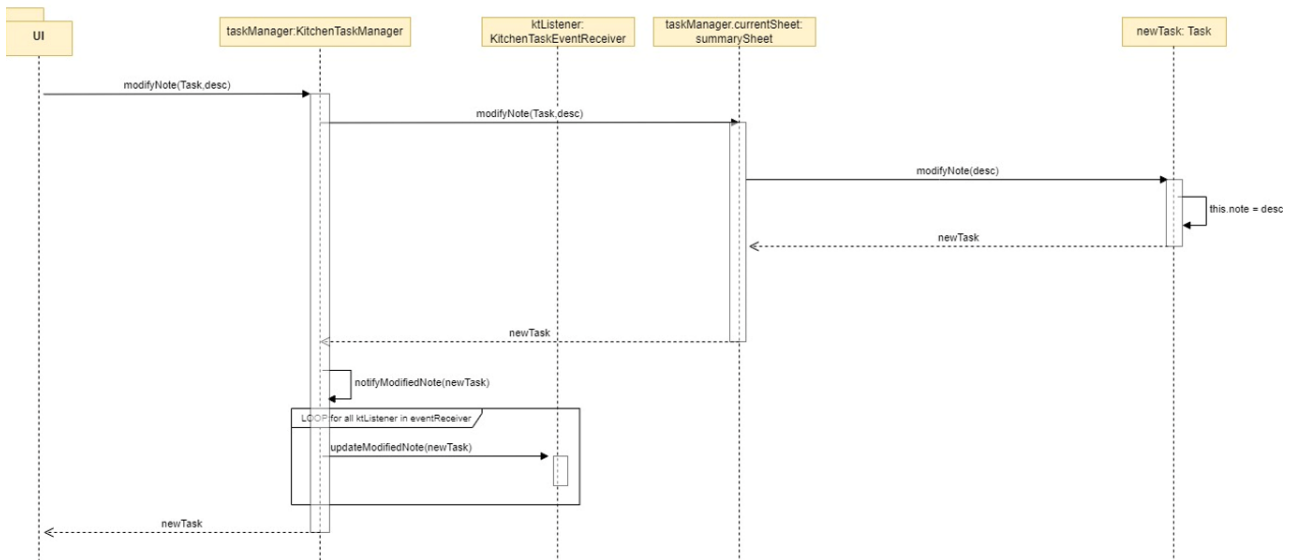 UI
taskManager:KitchenTaskManager
ktListener:
KitchenTaskEventReceiver
taskManager.currentSheet:
summarySheet
newTask: Task
modifyNote(Task,desc)
modifyNote(Task,desc)
modifyNote(desc)
this.note = desc
newTask
newTask
notifyModifiedNote(newTask)
LOOP for all ktListener in eventReceiver
updateModifiedNote(newTask)
newTask